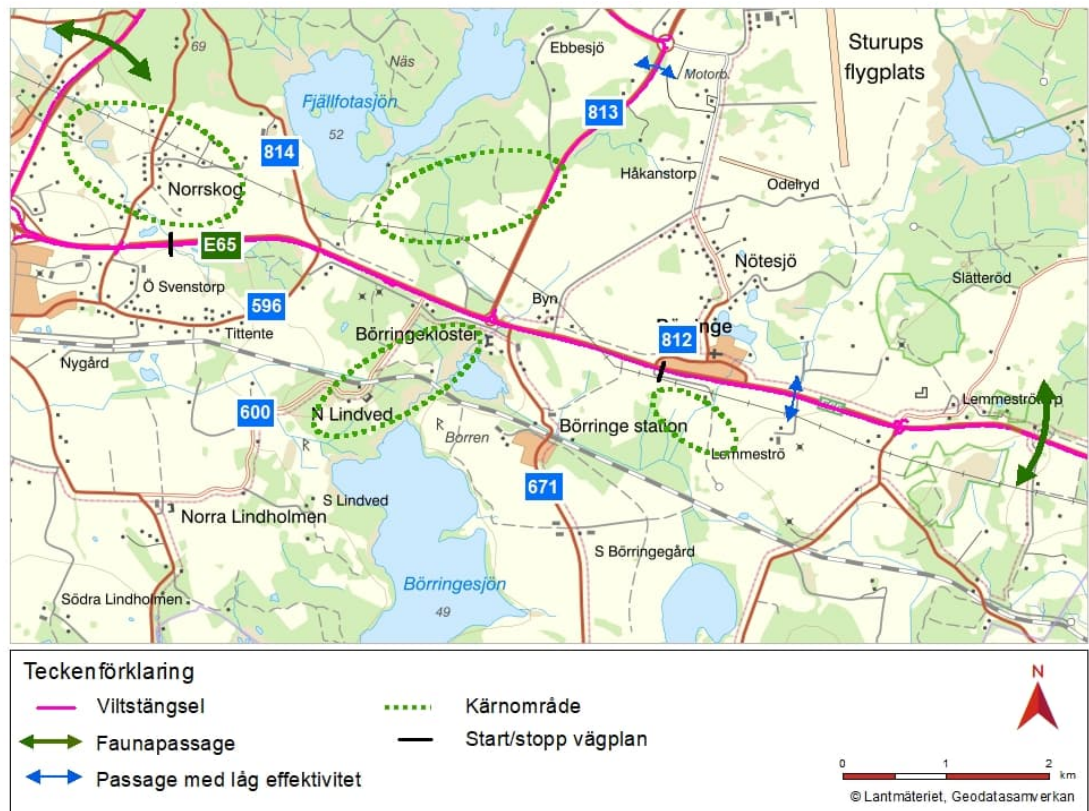 69
Näs
Ebbesjö
Motorb.
Sturups
flygplats
Fjällfotasjön
52
813
814
Håkanstorp
Odelryd
Norrskog
E65
Nötesjö
Slätteröd
Ö Svenstorp
596
Tittente
Byn
Börringekloster
812
Nygård
N Lindved
Lemmeströtorp
600
Borren
Börringe station
Lemmeströ
671
S Lindved
Norra Lindholmen
S Börringegård
Börringesjön
49
Södra Lindholmen
Teckenförklaring
Viltstängsel
Kärnområde
Faunapassage
Start/stopp vägplan
Passage med låg effektivitet
N
0 1 2
km
© Lantmäteriet, Geodatasamverkan